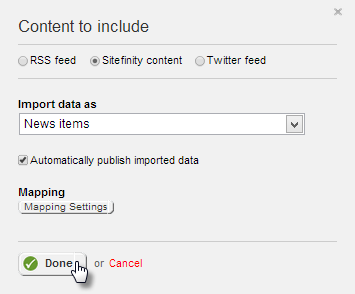 Content to include
RSS feed Sitefinity content Twitter feed
Import data as
News items
Automatically publish imported data
Mapping
Mapping Settings
Done or Cancel